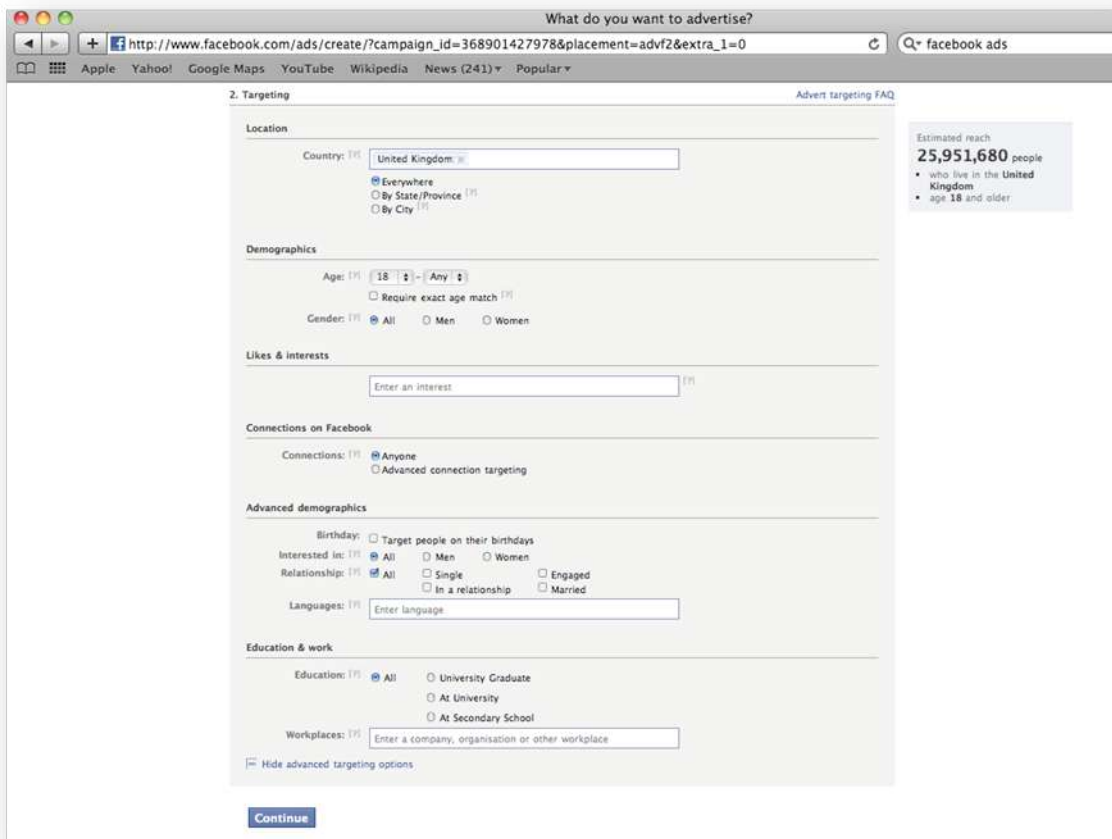 What do you want to advertise?
http://www.facebook.com/ads/create/?campaign_id=368901427978&placement=advf2&extra_1=0
facebook ads
Apple Yahoo! Google Maps YouTube Wikipedia News (241) Popular
2. Targeting Advert targeting FAQ
Location
Country: [?] United Kingdom x
Everywhere
By State/Province [?]
By City [?]
Estimated reach
25,951,680 people
• who live in the United
Kingdom
• age 18 and older
Demographics
Age: [?] 18 - Any
Require exact age match [?]
Gender: [?] All Men Women
Likes & interests
Enter an interest [?]
Connections on Facebook
Connections: [?] Anyone
Advanced connection targeting
Advanced demographics
Birthday: Target people on their birthdays
Interested in: [?] All Men Women
Relationship: [?] All Single Engaged
In a relationship Married
Languages: [?] Enter language
Education & work
Education: [?] All University Graduate
At University
At Secondary School
Workplaces: [?] Enter a company, organisation or other workplace
Hide advanced targeting options
Continue